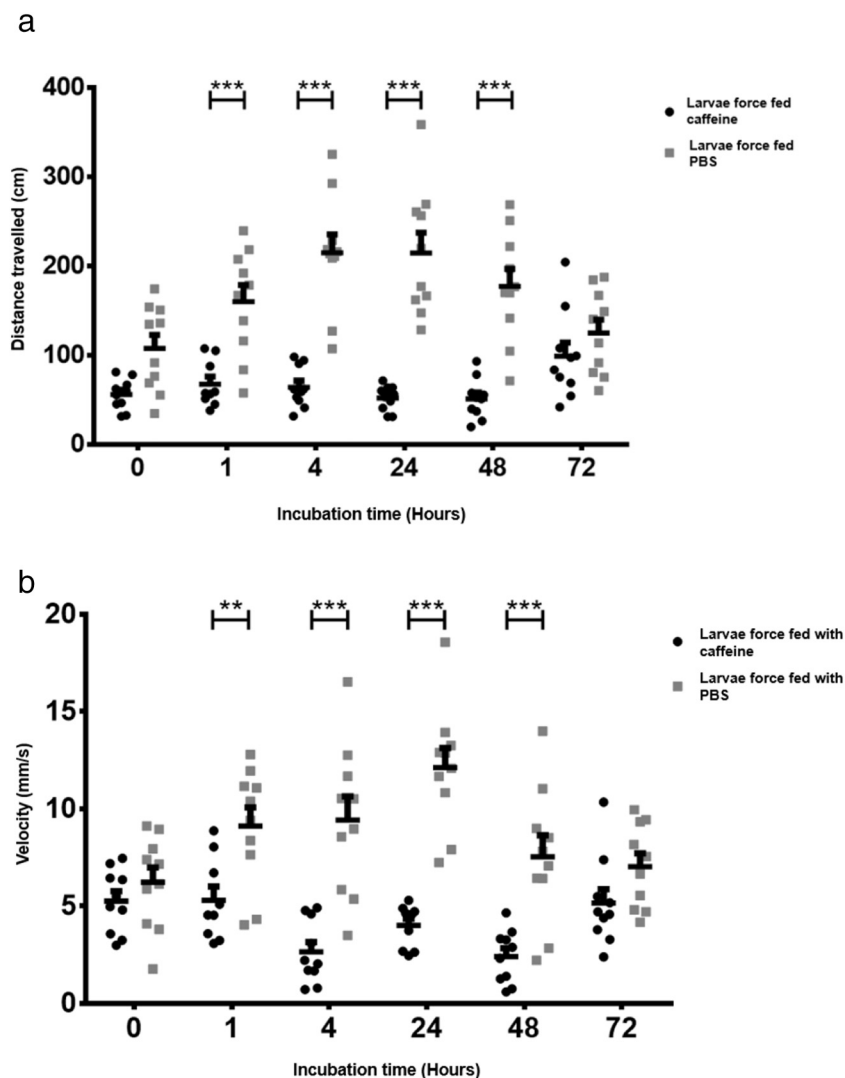 a
400
300
200
100
0
Distance travelled (cm)
***
***
***
***
Larvae force fed
caffeine
Larvae force fed
PBS
0 1 4 24 48 72
Incubation time (Hours)
b
20
15
10
5
0
Velocity (mm/s)
**
***
***
***
Larvae force fed with
caffeine
Larvae force fed with
PBS
0 1 4 24 48 72
Incubation time (Hours)